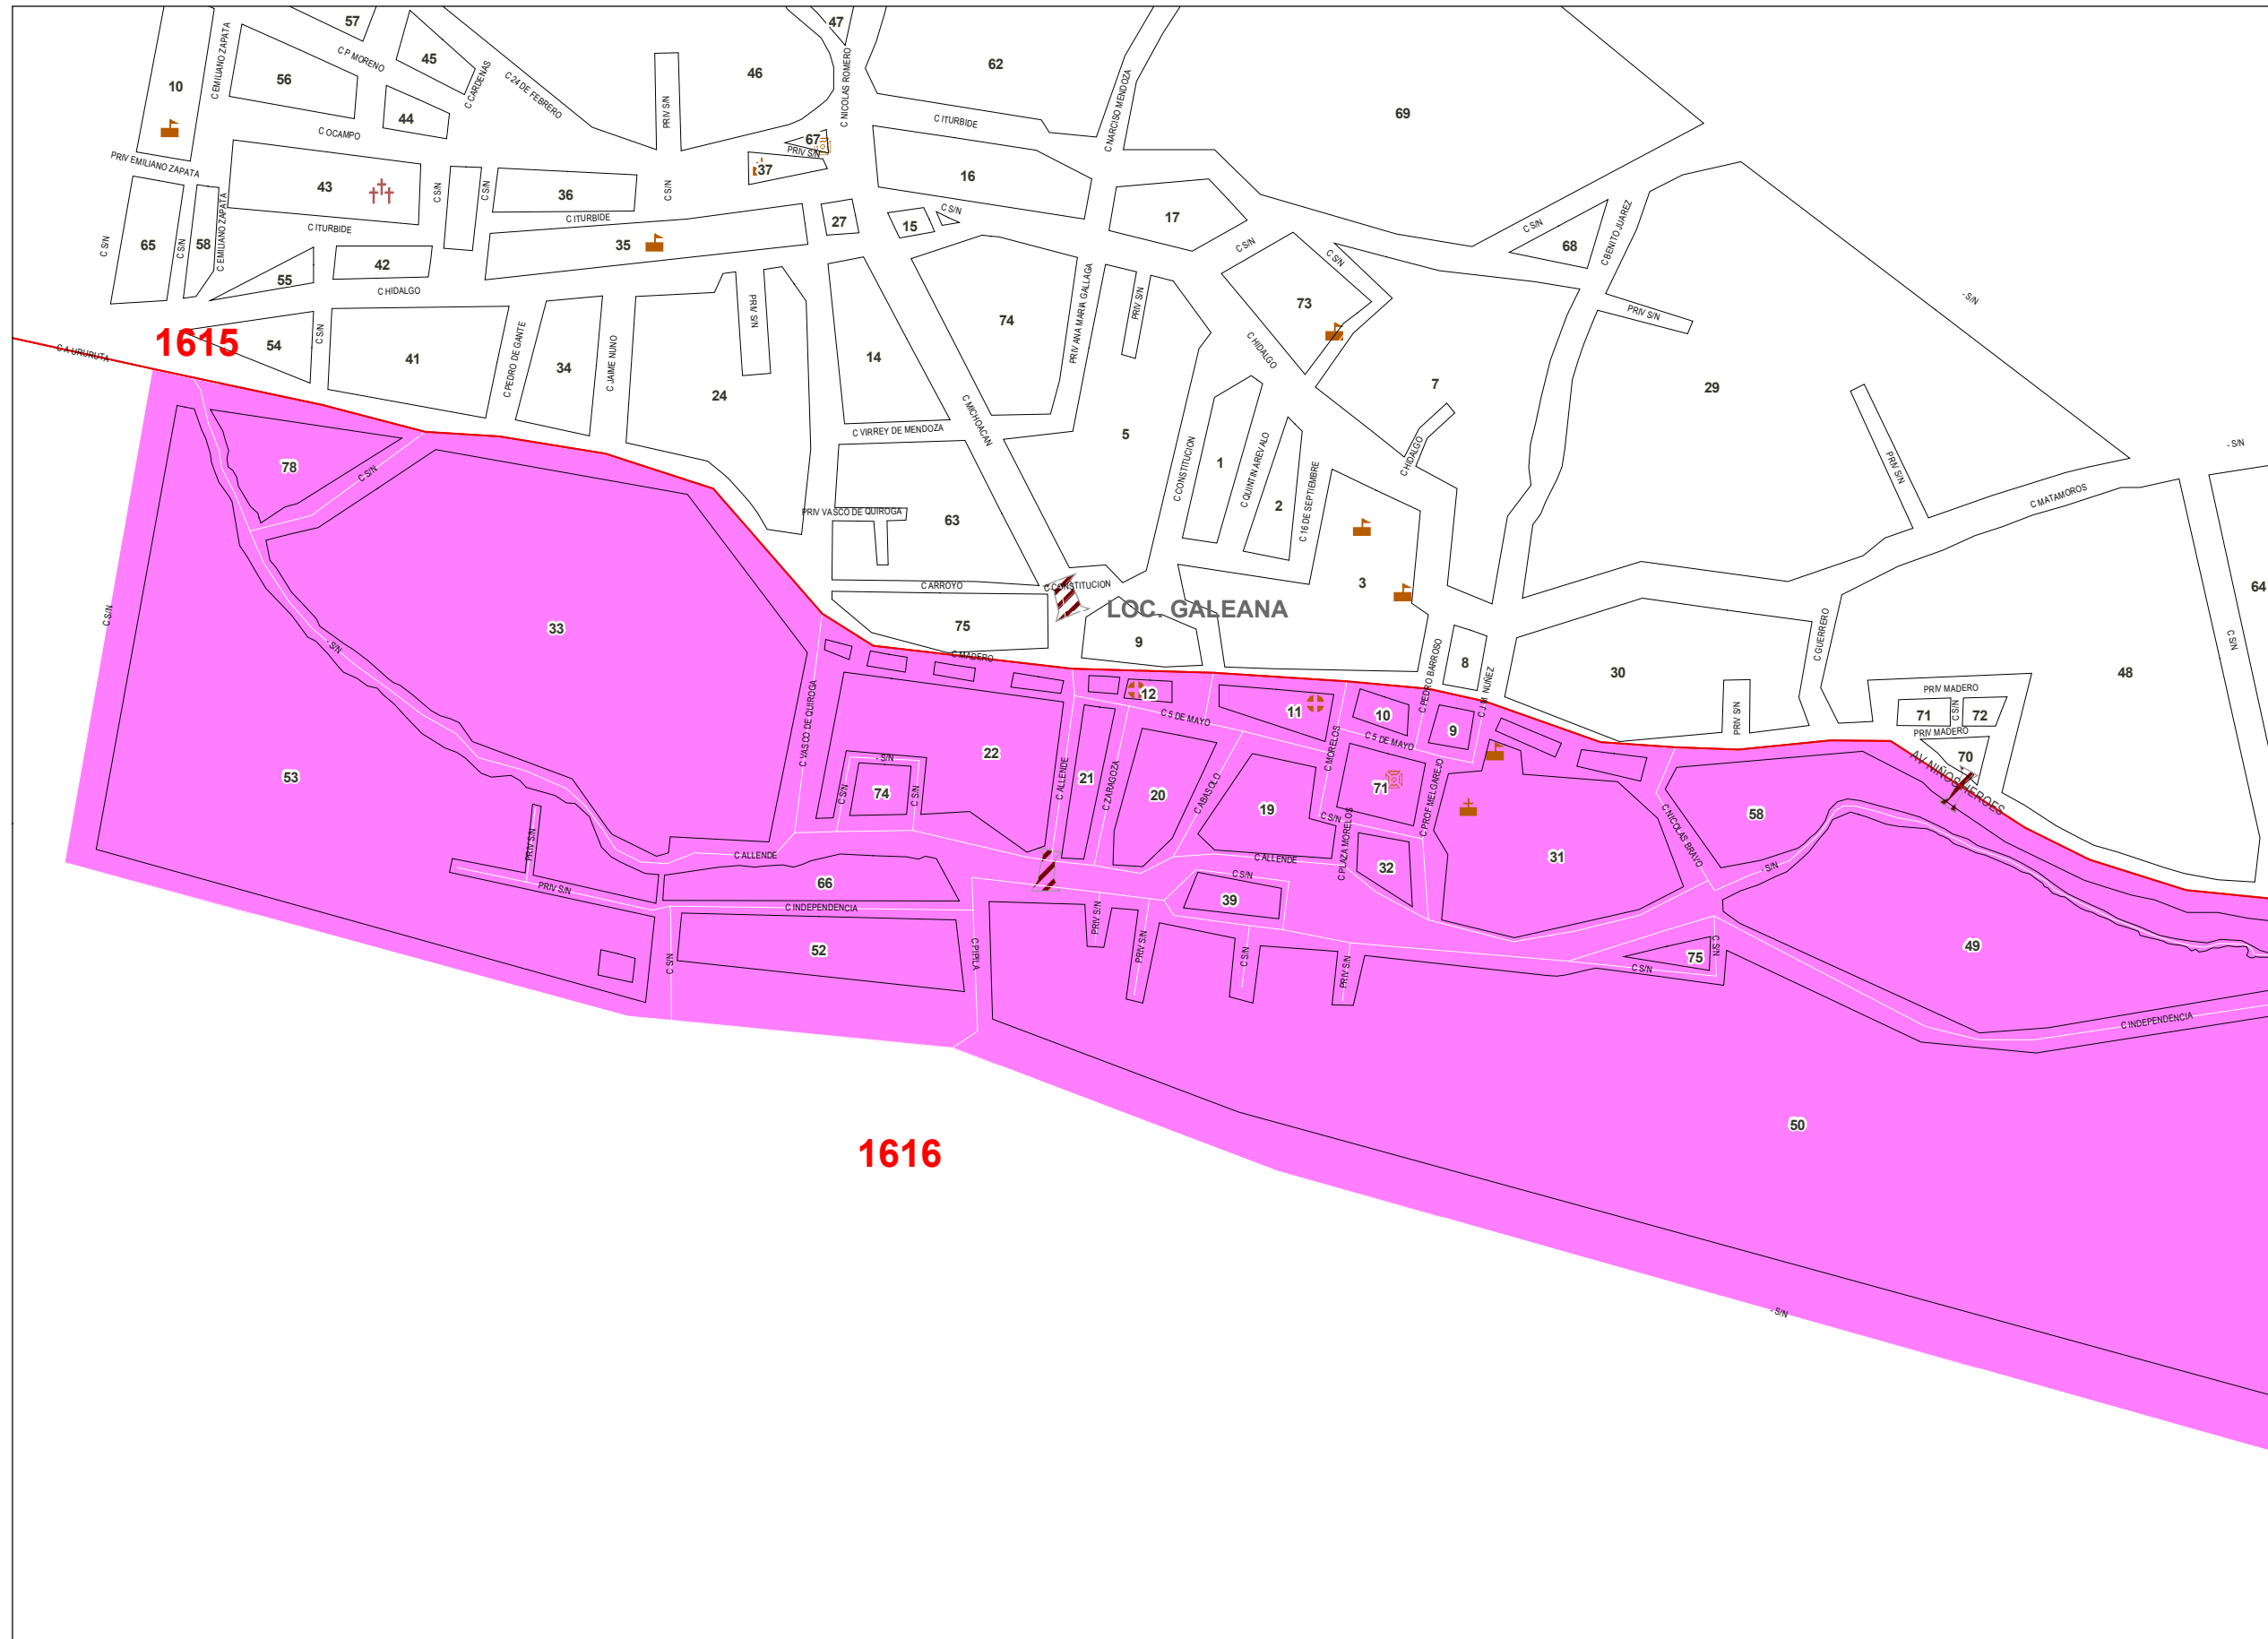 57
47
C EMILIANO ZAPATA
C P MORENO
45
46
62
10
56
C CARDENAS
C 24 DE FEBRERO
PRIV S/N
C NICOLAS ROMERO
C NARCISO MENDOZA
69
44
C OCAMPO
C ITURBIDE
67
PRIV S/N
37
PRIV EMILIANO ZAPATA
43
C S/N
C S/N
36
C S/N
16
C ITURBIDE
C S/N
65
C S/N
58
C EMILIANO ZAPATA
C S/N
C ITURBIDE
35
27
15
C S/N
17
C S/N
C S/N
C S/N
68
C BENITO JUAREZ
42
55
C HIDALGO
PRIV S/N
PRIV ANA MARIA GALLAGA
PRIV S/N
73
- S/N
PRIV S/N
74
1615
C A URURUTA
54
C S/N
41
C PEDRO DE GANTE
34
C JAIME NUNO
24
14
C HIDALGO
7
29
C MICHOACAN
C VIRREY DE MENDOZA
5
78
C S/N
C CONSTITUCION
1
C QUINTIN AREVALO
C 16 DE SEPTIEMBRE
C HIDALGO
PRIV S/N
- S/N
C MATAMOROS
2
PRIV VASCO DE QUIROGA
63
3
C ARROYO
C CONSTITUCION
LOC. GALEANA
64
C S/N
33
- S/N
75
9
C MADERO
C PEDRO BARROSO
8
C J M NUÑEZ
30
C GUERRERO
48
C S/N
C VASCO DE QUIROGA
12
11
10
9
C 5 DE MAYO
C 5 DE MAYO
PRIV S/N
PRIV MADERO
71
C S/N
72
PRIV MADERO
70
AV NIÑOS HEROES
53
22
- S/N
C S/N
74
C S/N
C ALLENDE
21
C ZARAGOZA
20
C ABASOLO
19
C MORELOS
71
C S/N
C PROF MELGAREJO
C PLAZA MORELOS
58
C NICOLAS BRAVO
- S/N
PRIV S/N
C ALLENDE
C ALLENDE
32
31
PRIV S/N
66
C S/N
39
C INDEPENDENCIA
52
C S/N
C PIPILA
PRIV S/N
PRIV S/N
C S/N
PRIV S/N
C S/N
75
C S/N
49
C INDEPENDENCIA
50
1616
- S/N